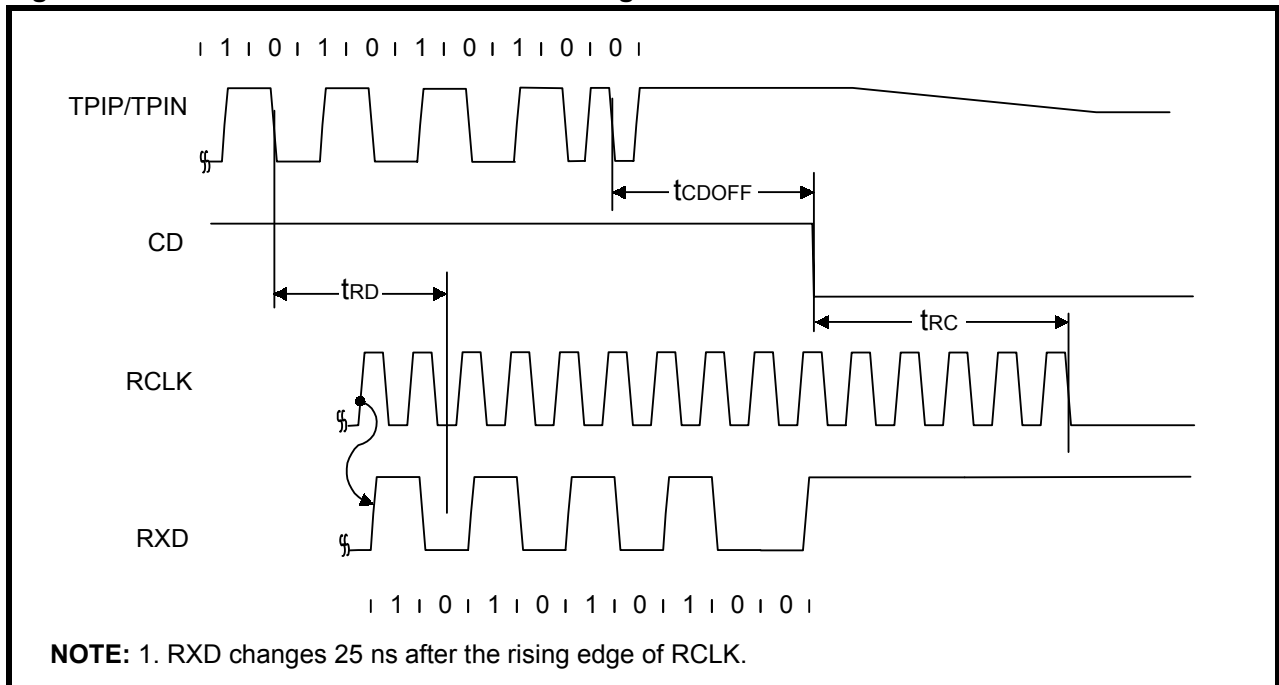 1 0 1 0 1 0 1 0 0
TPIP/TPIN
tCDOFF
CD
tRD
tRC
RCLK
RXD
1 0 1 0 1 0 1 0 0
NOTE: 1. RXD changes 25 ns after the rising edge of RCLK.